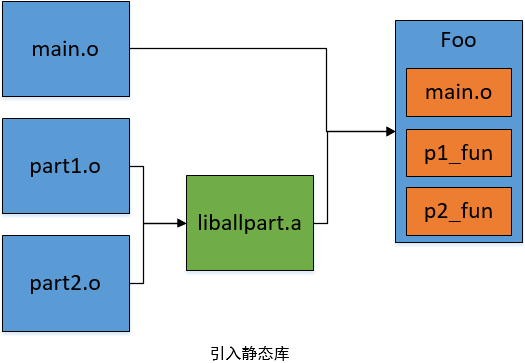 main.o
part1.o
part2.o
liballpart.a
Foo
main.o
p1_fun
p2_fun
引入静态库